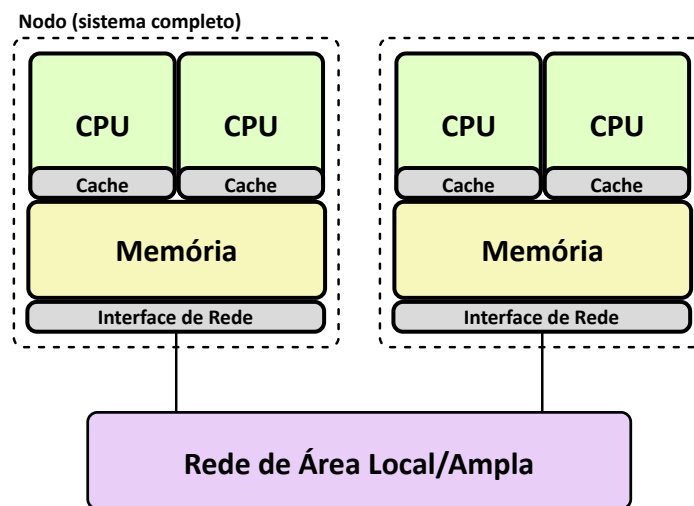 Nodo (sistema completo)
CPU CPU CPU CPU
Cache Cache Cache Cache
Memória Memória
Interface de Rede Interface de Rede
Rede de Área Local/Ampla